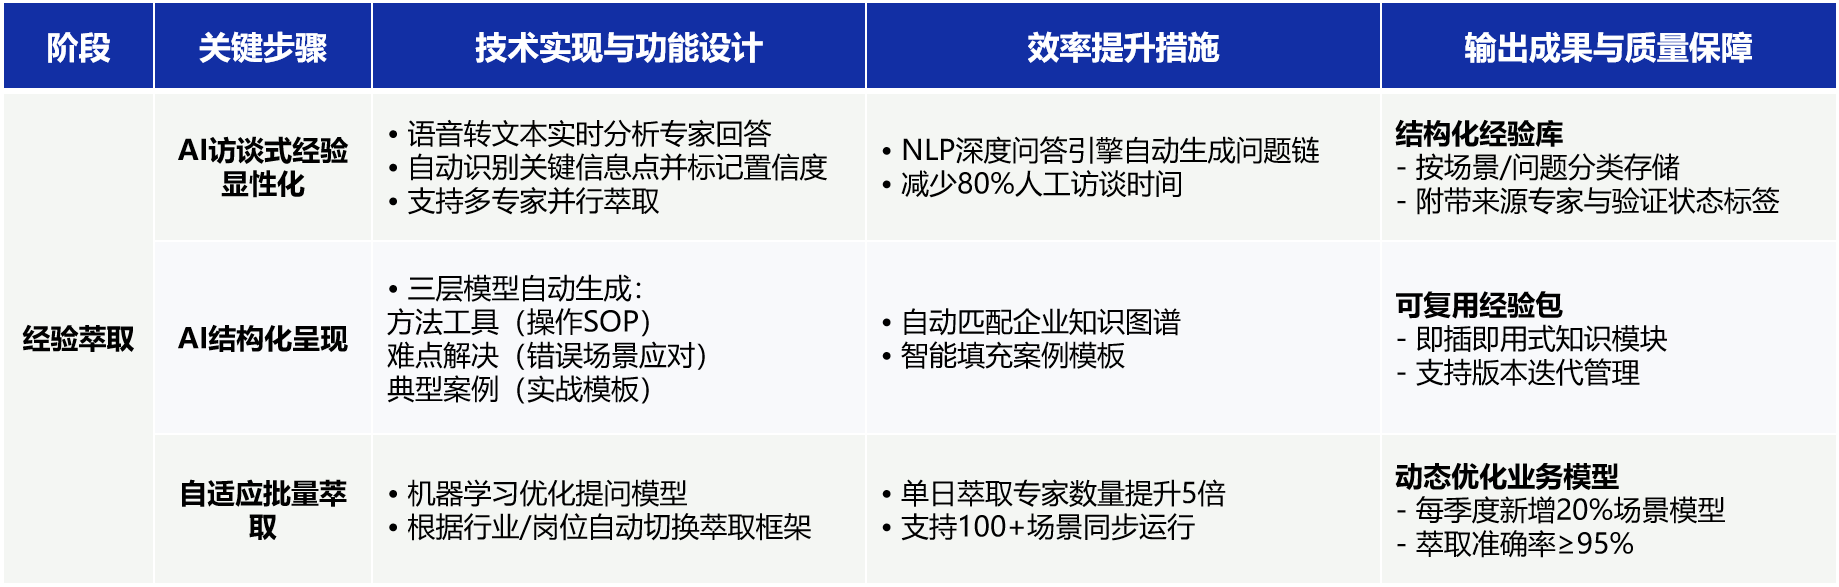 阶段
关键步骤
技术实现与功能设计
效率提升措施
输出成果与质量保障
经验萃取
AI访谈式经验
显性化
• 语音转文本实时分析专家回答
• 自动识别关键信息点并标记置信度
• 支持多专家并行萃取
• NLP深度问答引擎自动生成问题链
• 减少80%人工访谈时间
结构化经验库
- 按场景/问题分类存储
- 附带来源专家与验证状态标签
AI结构化呈现
• 三层模型自动生成：
方法工具（操作SOP）
难点解决（错误场景应对）
典型案例（实战模板）
• 自动匹配企业知识图谱
• 智能填充案例模板
可复用经验包
- 即插即用式知识模块
- 支持版本迭代管理
自适应批量萃
取
• 机器学习优化提问模型
• 根据行业/岗位自动切换萃取框架
• 单日萃取专家数量提升5倍
• 支持100+场景同步运行
动态优化业务模型
- 每季度新增20%场景模型
- 萃取准确率≥95%